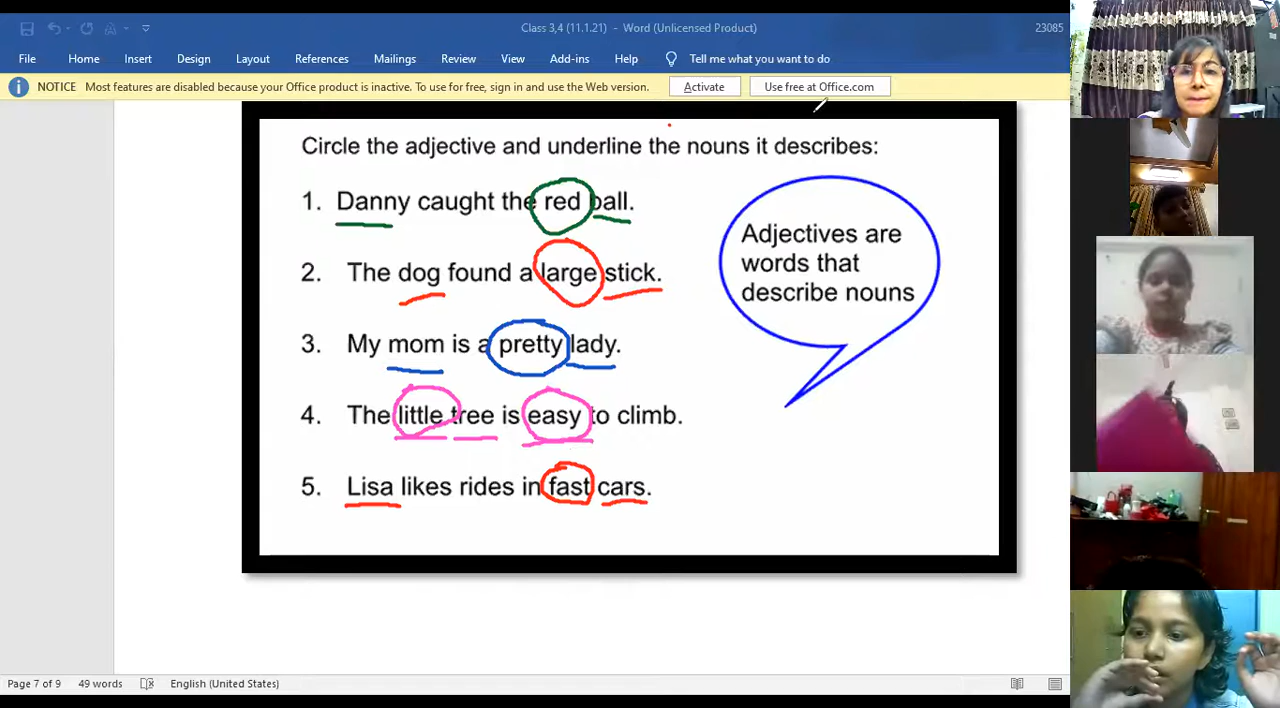 Class 3,4 (11.1.21) - Word (Unlicensed Product)
23085
File Home Insert Design Layout References Mailings Review View Add-ins Help Tell me what you want to do
NOTICE Most features are disabled because your Office product is inactive. To use for free, sign in and use the Web version. Activate Use free at Office.com
Circle the adjective and underline the nouns it describes:
1. Danny caught the red ball.
2. The dog found a large stick.
3. My mom is a pretty lady.
4. The little tree is easy to climb.
5. Lisa likes rides in fast cars.
Adjectives are
words that
describe nouns
Page 7 of 9 49 words English (United States)